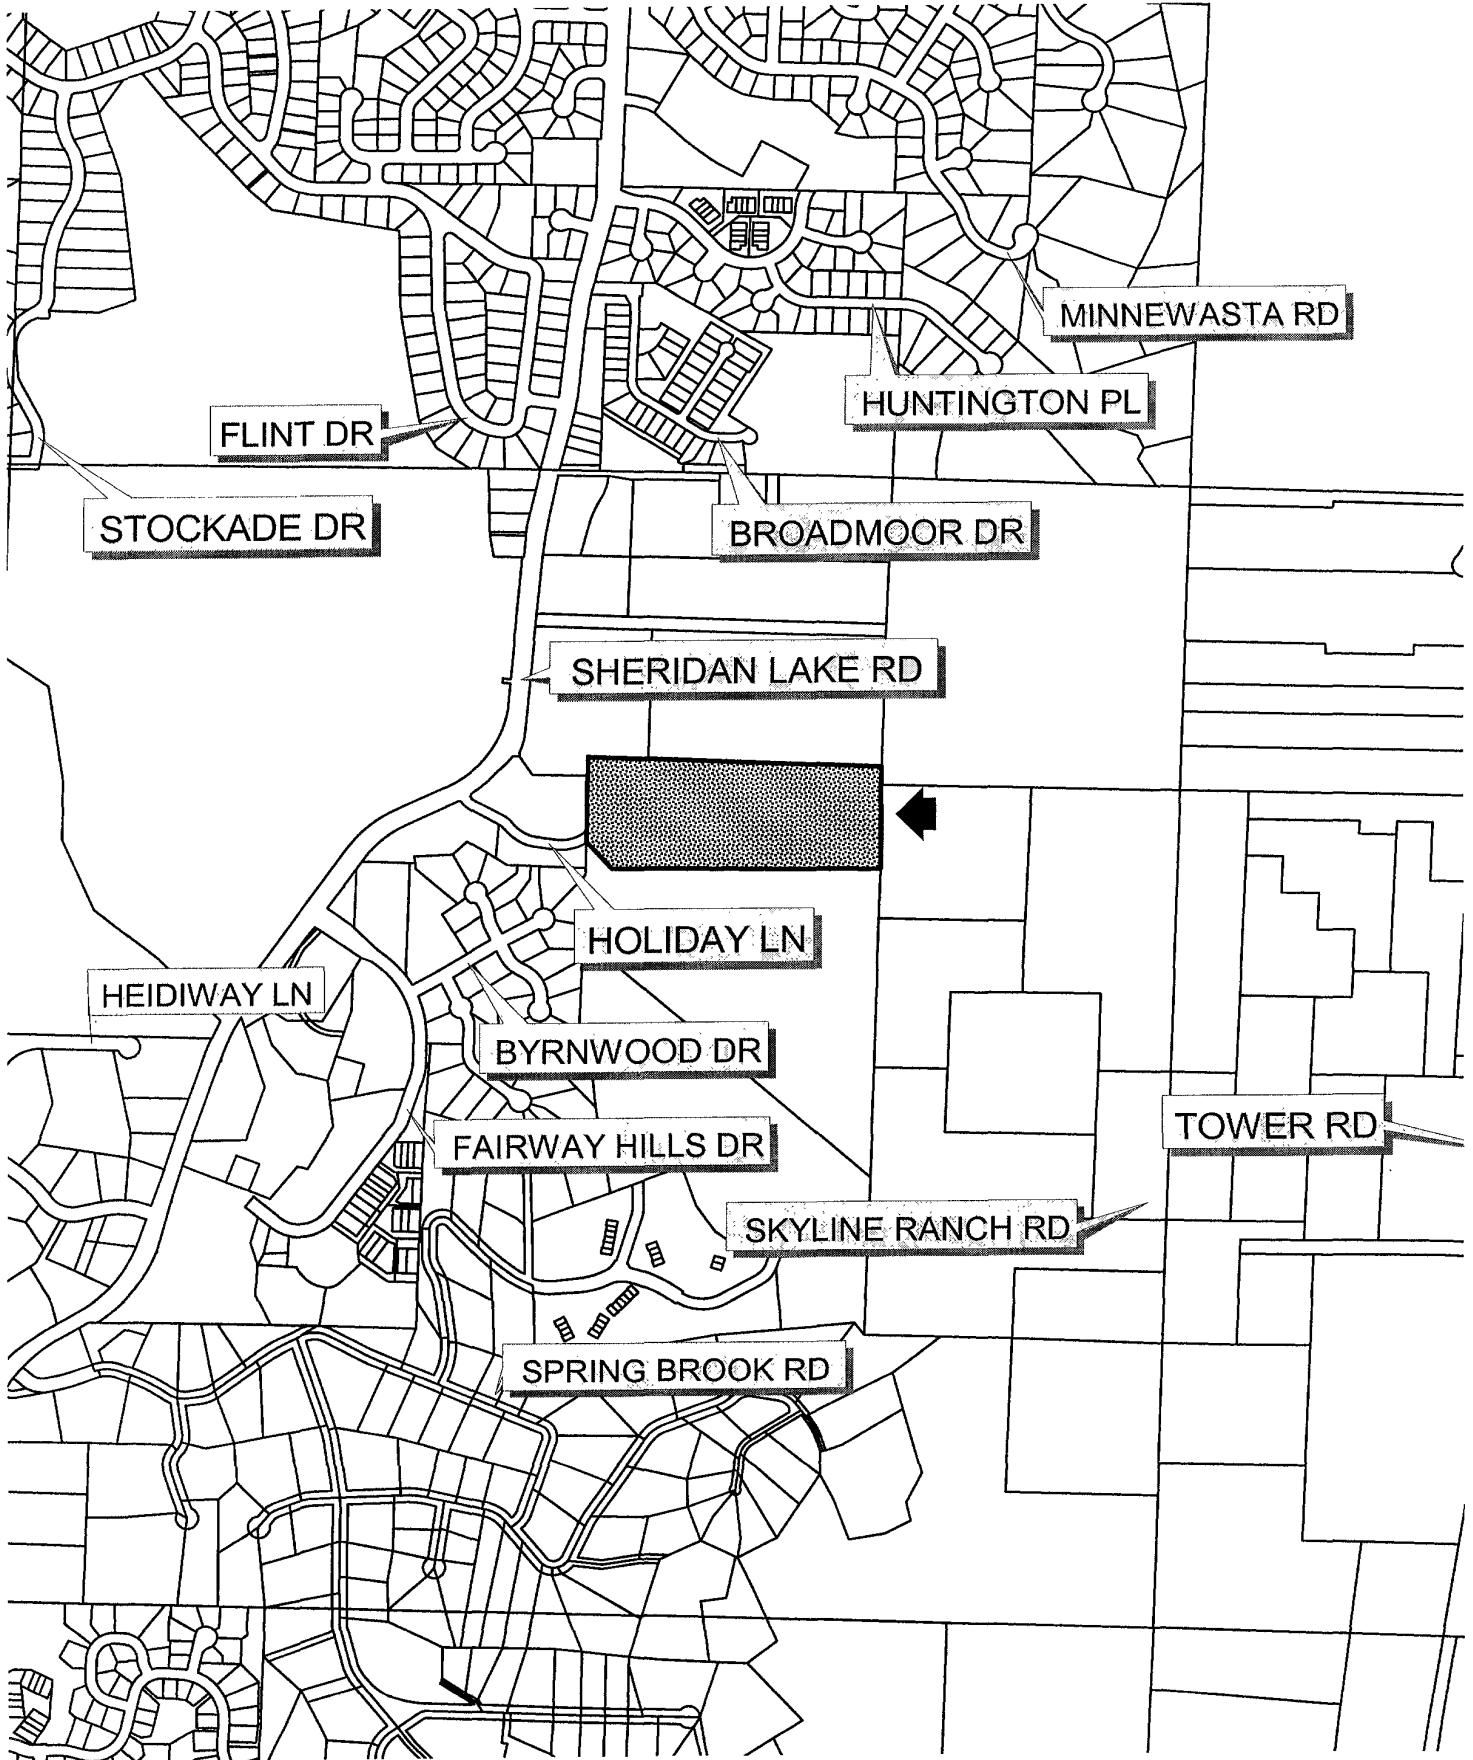 MINNEWASTA RD
HUNTINGTON PL
FLINT DR
STOCKADE DR
BROADMOOR DR
SHERIDAN LAKE RD
HOLIDAY LN
HEIDIWAY LN
BYRNWOOD DR
TOWER RD
FAIRWAY HILLS DR
SKYLINE RANCH RD
SPRING BROOK RD